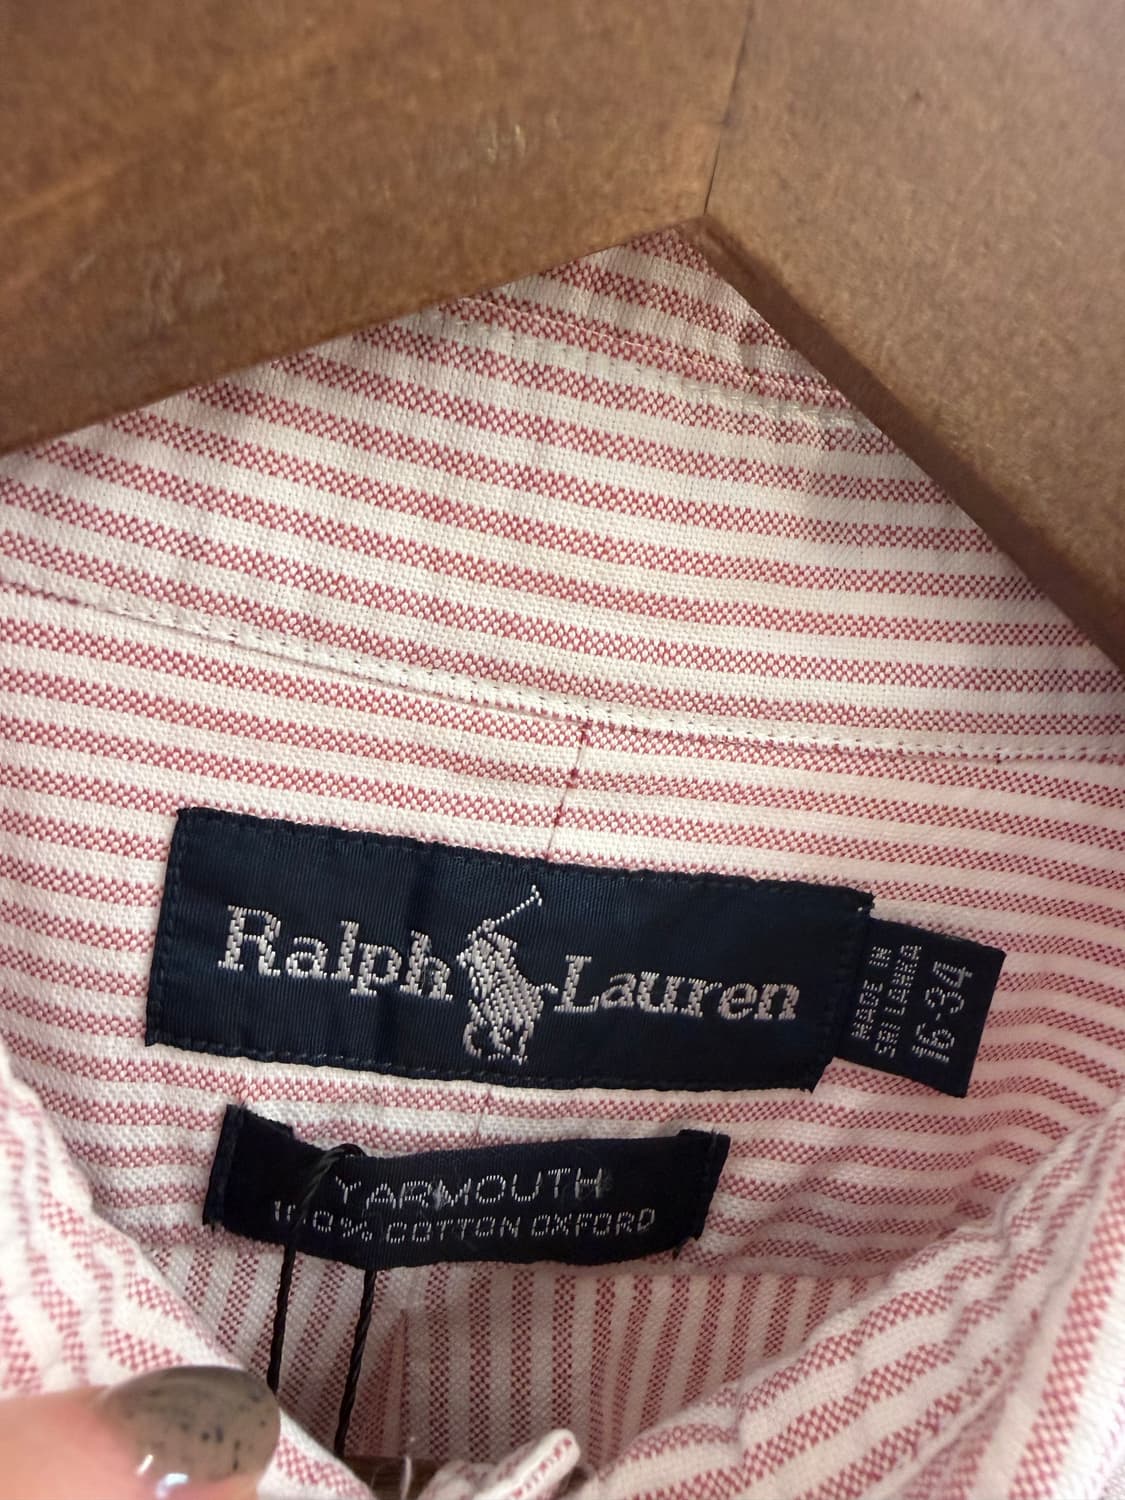 Ralph Lauren
MADE IN
SRI LANKA
16-34
YARMOUTH
100% COTTON OXFORD